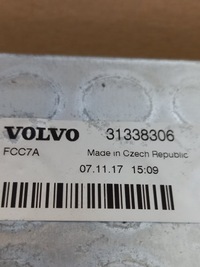 VOLVO 31338306
FCC7A Made in Czech Republic
07.11.17 15:09